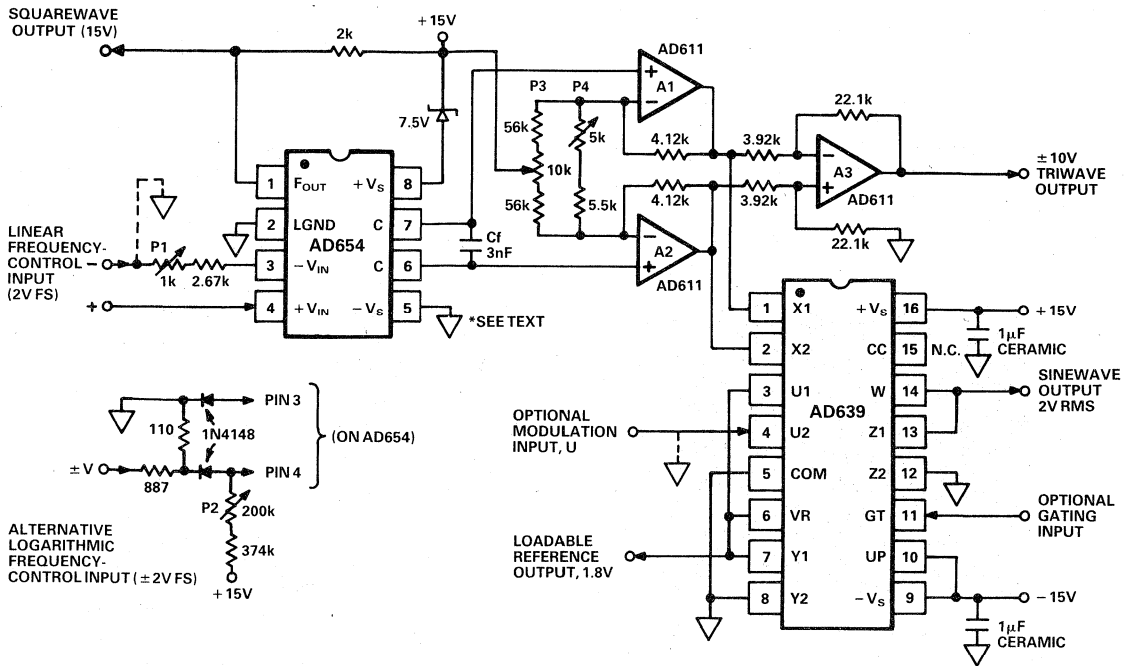 SQUAREWAVE
OUTPUT (15V)
2k
+15V
7.5V
1 FOUT
+VS 8
2 LGND
C 7
AD654
3 −VIN
C 6
4 +VIN
−VS 5
*SEE TEXT
Cf
3nF
LINEAR
FREQUENCY-
CONTROL
INPUT
(2V FS)
−
+
P1
1k
2.67k
P3
P4
56k
10k
56k
5k
5.5k
AD611
+
A1
−
4.12k
3.92k
4.12k
3.92k
−
A2
+
AD611
22.1k
−
A3
+
AD611
22.1k
±10V
TRIWAVE
OUTPUT
PIN 3
110
1N4148
(ON AD654)
±V
887
PIN 4
P2
200k
374k
+15V
ALTERNATIVE
LOGARITHMIC
FREQUENCY-
CONTROL INPUT (±2V FS)
OPTIONAL
MODULATION
INPUT, U
LOADABLE
REFERENCE
OUTPUT, 1.8V
AD639
1 X1
2 X2
3 U1
4 U2
5 COM
6 VR
7 Y1
8 Y2
+VS 16
CC 15 N.C.
W 14
Z1 13
Z2 12
GT 11
UP 10
−VS 9
+15V
1μF
CERAMIC
SINEWAVE
OUTPUT
2V RMS
OPTIONAL
GATING
INPUT
−15V
1μF
CERAMIC